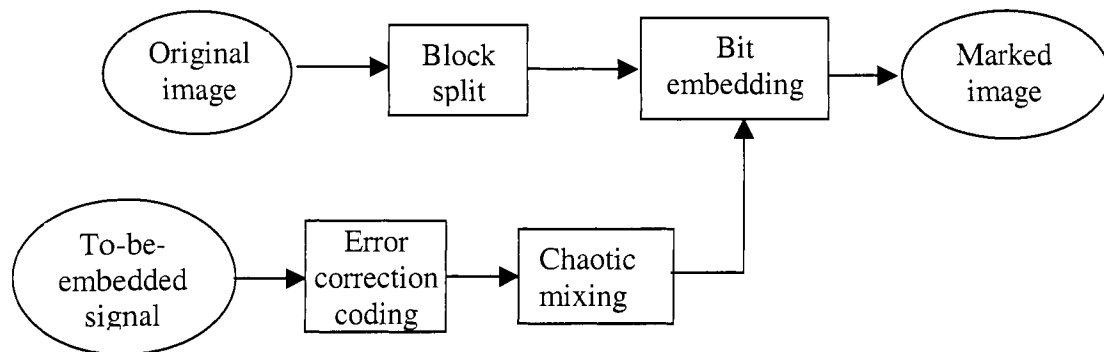 Original
image
Block
split
Bit
embedding
Marked
image
To-be-
embedded
signal
Error
correction
coding
Chaotic
mixing